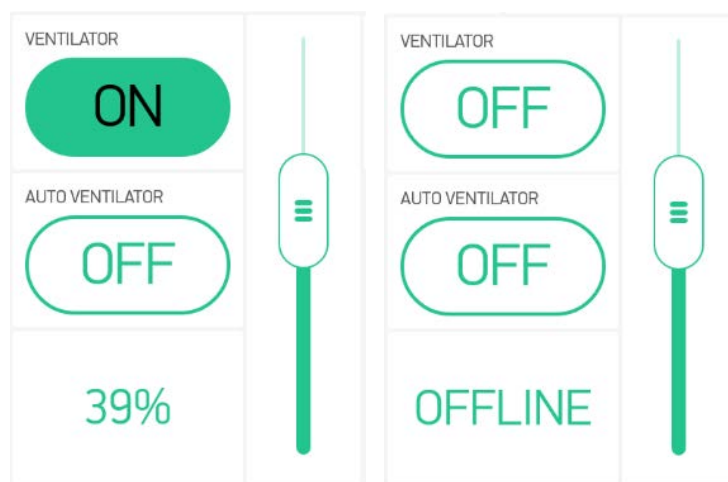 VENTILATOR
ON
AUTO VENTILATOR
OFF
39%
VENTILATOR
OFF
AUTO VENTILATOR
OFF
OFFLINE